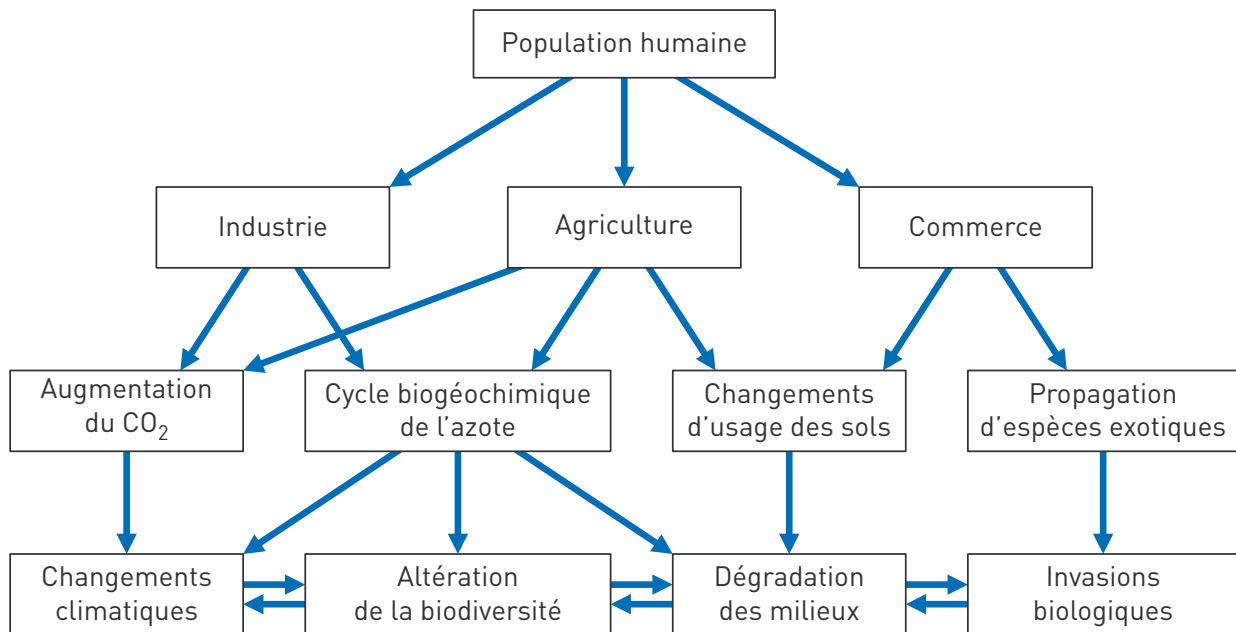 Population humaine
Industrie
Agriculture
Commerce
Augmentation
du CO₂
Cycle biogéochimique
de l’azote
Changements
d’usage des sols
Propagation
d’espèces exotiques
Changements
climatiques
Altération
de la biodiversité
Dégradation
des milieux
Invasions
biologiques